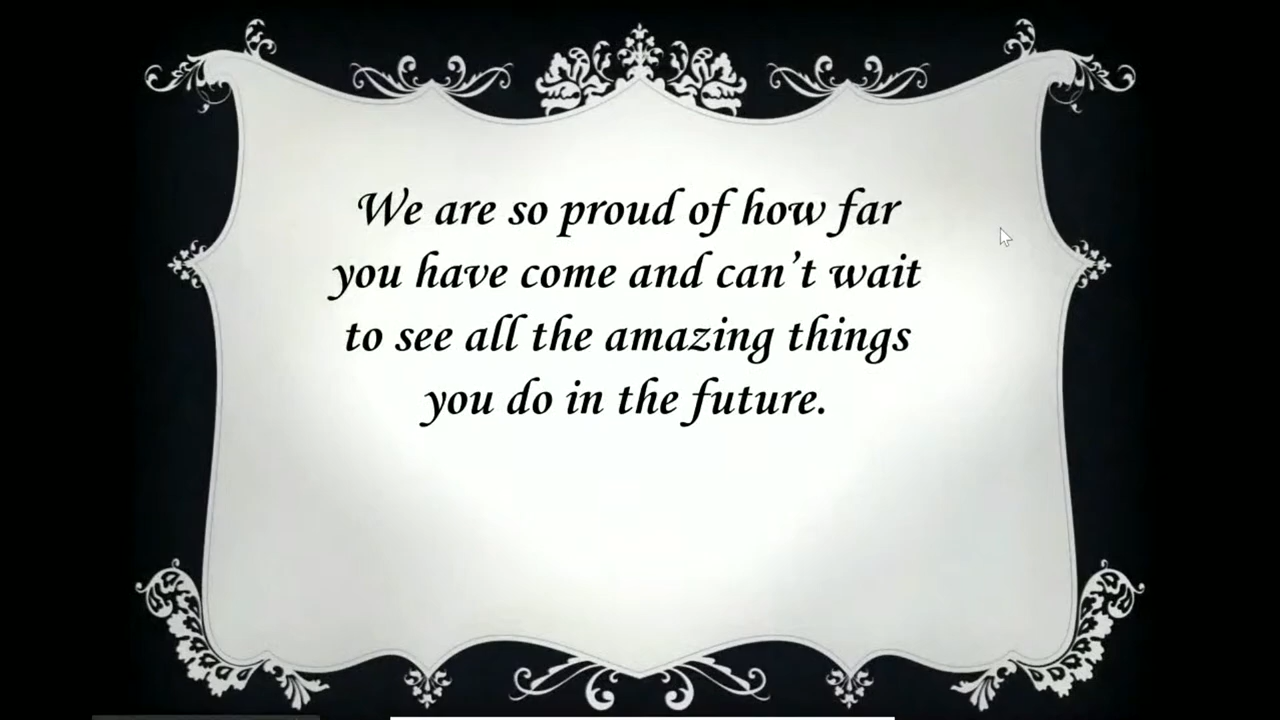 We are so proud of how far
you have come and can’t wait
to see all the amazing things
you do in the future.